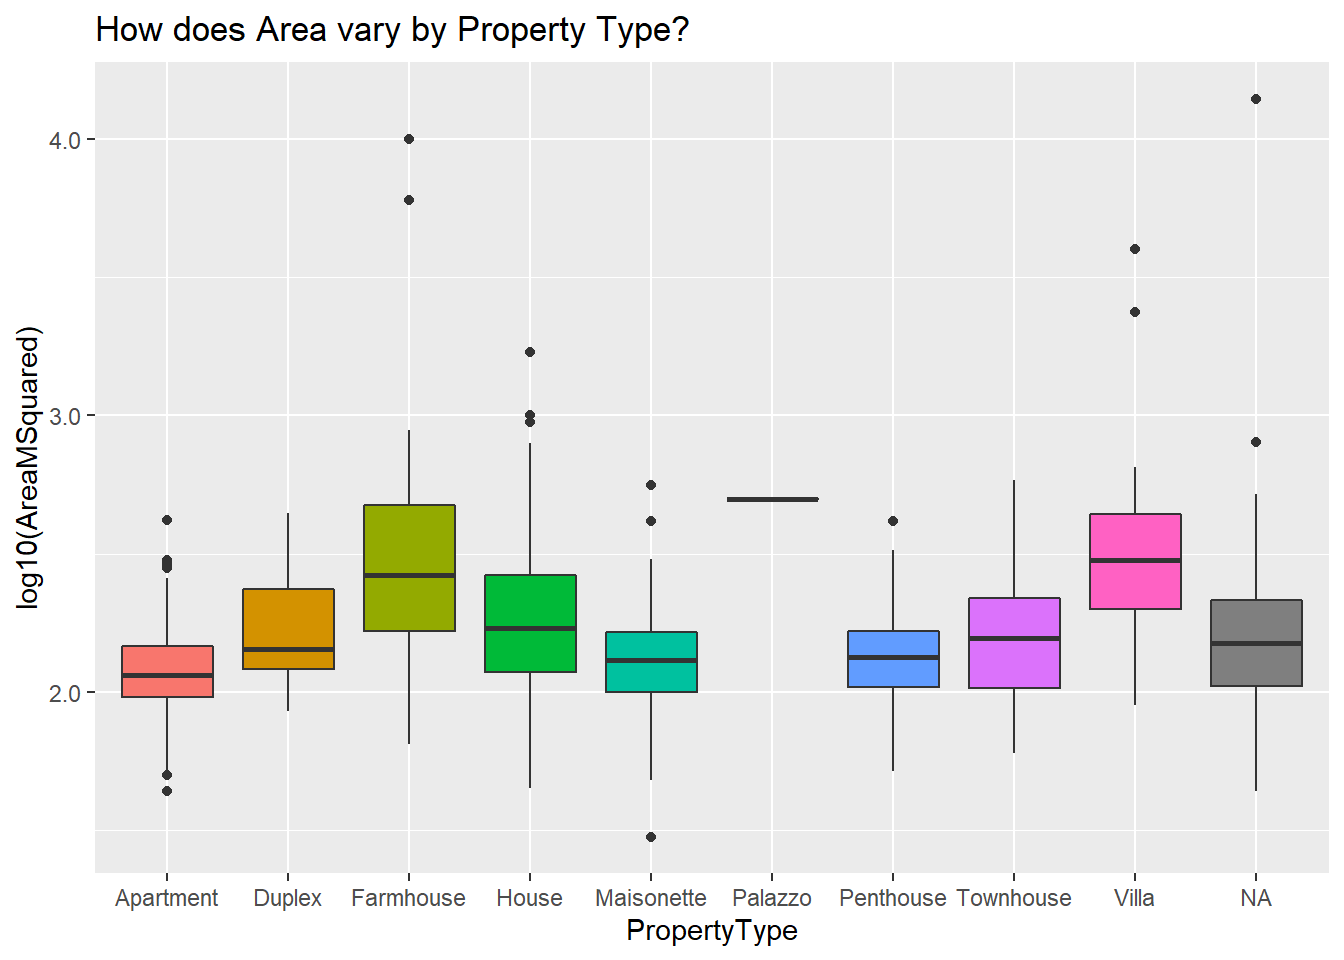 How does Area vary by Property Type?
log10(AreaMSquared)
4.0
3.0
2.0
Apartment Duplex Farmhouse House Maisonette Palazzo Penthouse Townhouse Villa NA
PropertyType